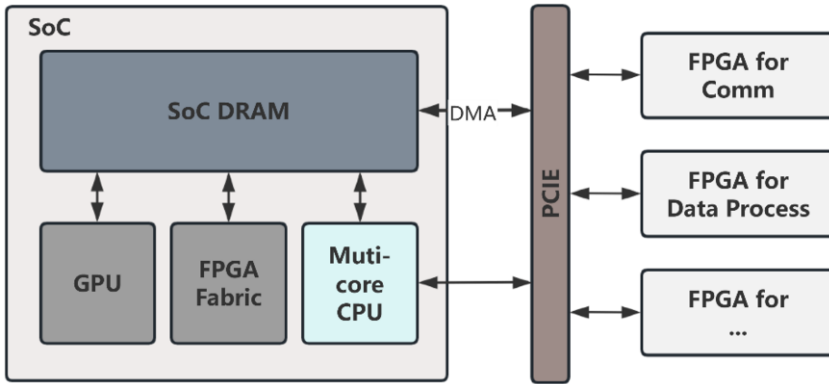 SoC
SoC DRAM
DMA
GPU
FPGA
Fabric
Muti-
core
CPU
PCIE
FPGA for
Comm
FPGA for
Data Process
FPGA for
...